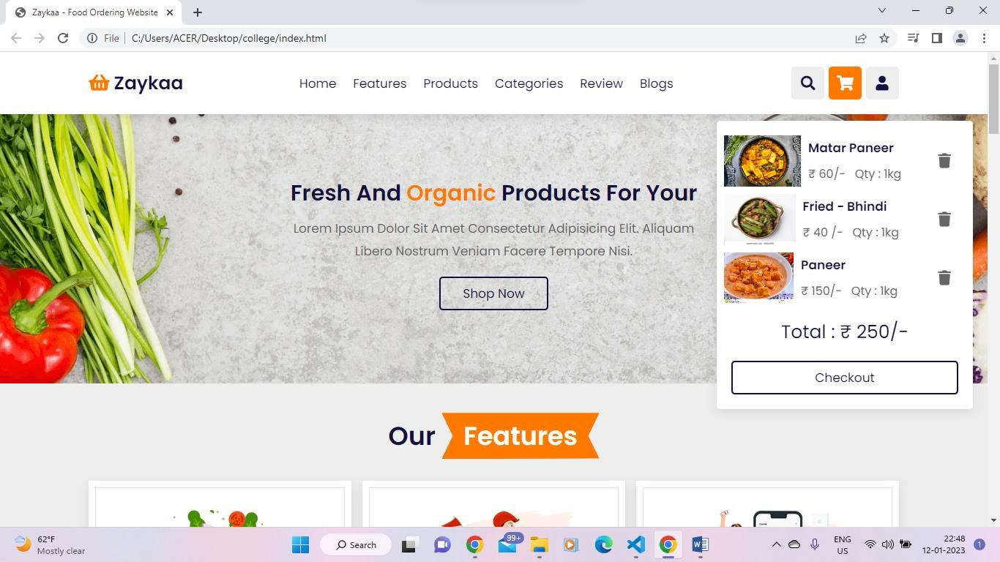 Zaykaa - Food Ordering Website
File
C:/Users/ACER/Desktop/college/index.html
Zaykaa
Home Features Products Categories Review Blogs
Fresh And Organic Products For Your
Lorem Ipsum Dolor Sit Amet Consectetur Adipisicing Elit. Aliquam
Libero Nostrum Veniam Facere Tempore Nisi.
Shop Now
Matar Paneer
₹ 60/- Qty : 1kg
Fried - Bhindi
₹ 40 /- Qty : 1kg
Paneer
₹ 150/- Qty : 1kg
Total : ₹ 250/-
Checkout
Our Features
62°F
Mostly clear
Search
99+
ENG
US
22:48
12-01-2023
1